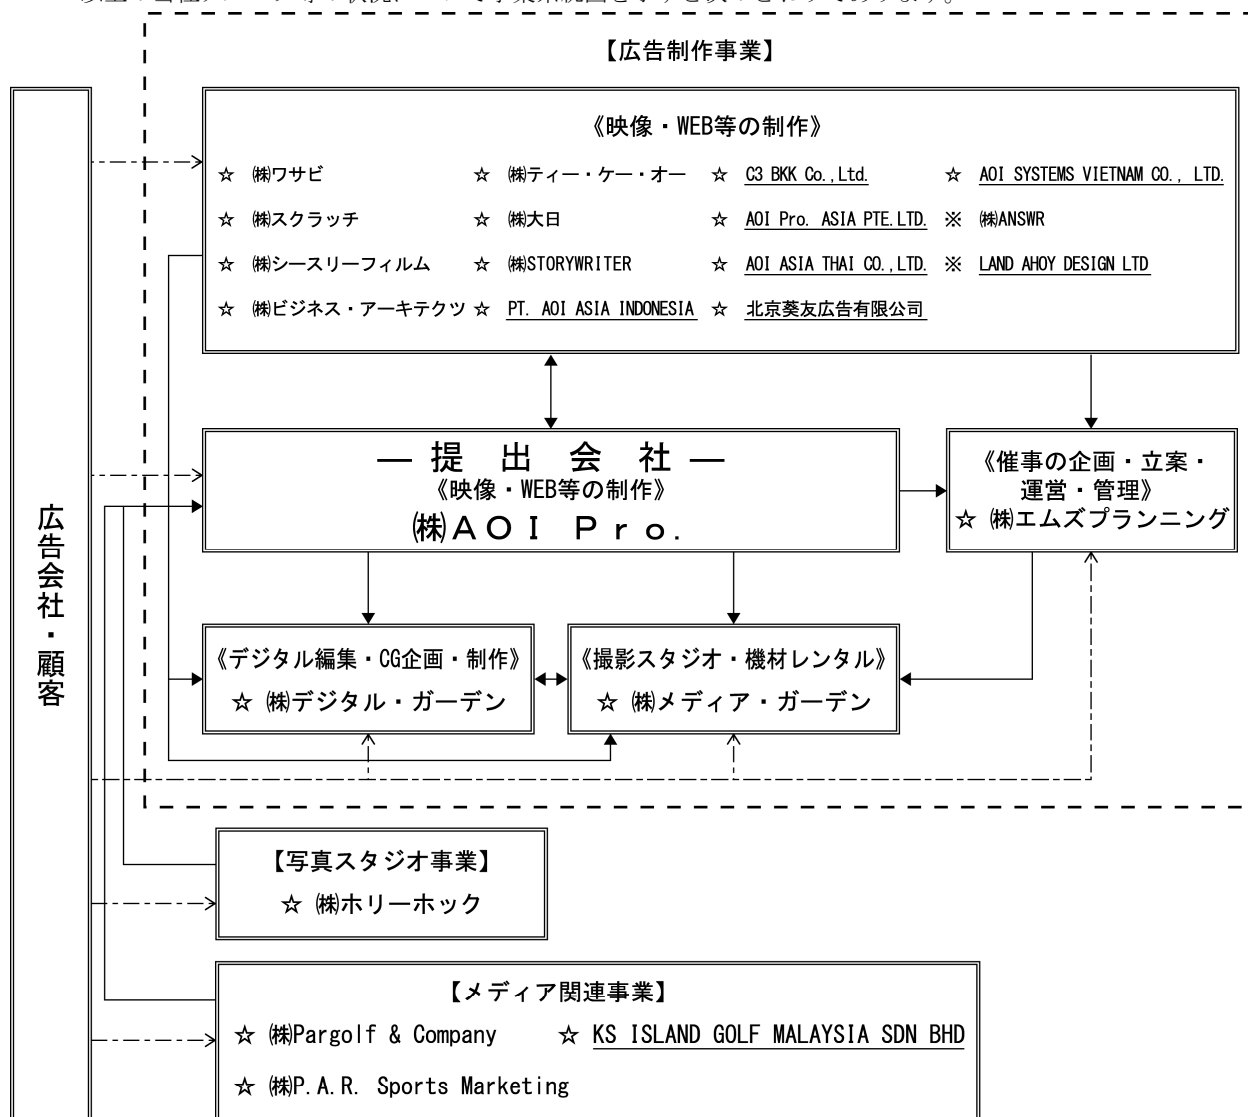 【広告制作事業】
《映像・WEB等の制作》
☆ ㈱ワサビ ☆ ㈱ティー・ケー・オー ☆ C3 BKK Co.,Ltd. ☆ AOI SYSTEMS VIETNAM CO., LTD.
☆ ㈱スクラッチ ☆ ㈱大日 ☆ AOI Pro. ASIA PTE.LTD. ※ ㈱ANSWR
☆ ㈱シースリーフィルム ☆ ㈱STORYWRITER ☆ AOI ASIA THAI CO.,LTD. ※ LAND AHOY DESIGN LTD
☆ ㈱ビジネス・アーキテクツ ☆ PT. AOI ASIA INDONESIA ☆ 北京葵友広告有限公司
広告会社・顧客
― 提 出 会 社 ―
《映像・WEB等の制作》
㈱ＡＯＩ Ｐｒｏ．
《催事の企画・立案・
運営・管理》
☆ ㈱エムズプランニング
《デジタル編集・CG企画・制作》
☆ ㈱デジタル・ガーデン
《撮影スタジオ・機材レンタル》
☆ ㈱メディア・ガーデン
【写真スタジオ事業】
☆ ㈱ホリーホック
【メディア関連事業】
☆ ㈱Pargolf & Company ☆ KS ISLAND GOLF MALAYSIA SDN BHD
☆ ㈱P.A.R. Sports Marketing